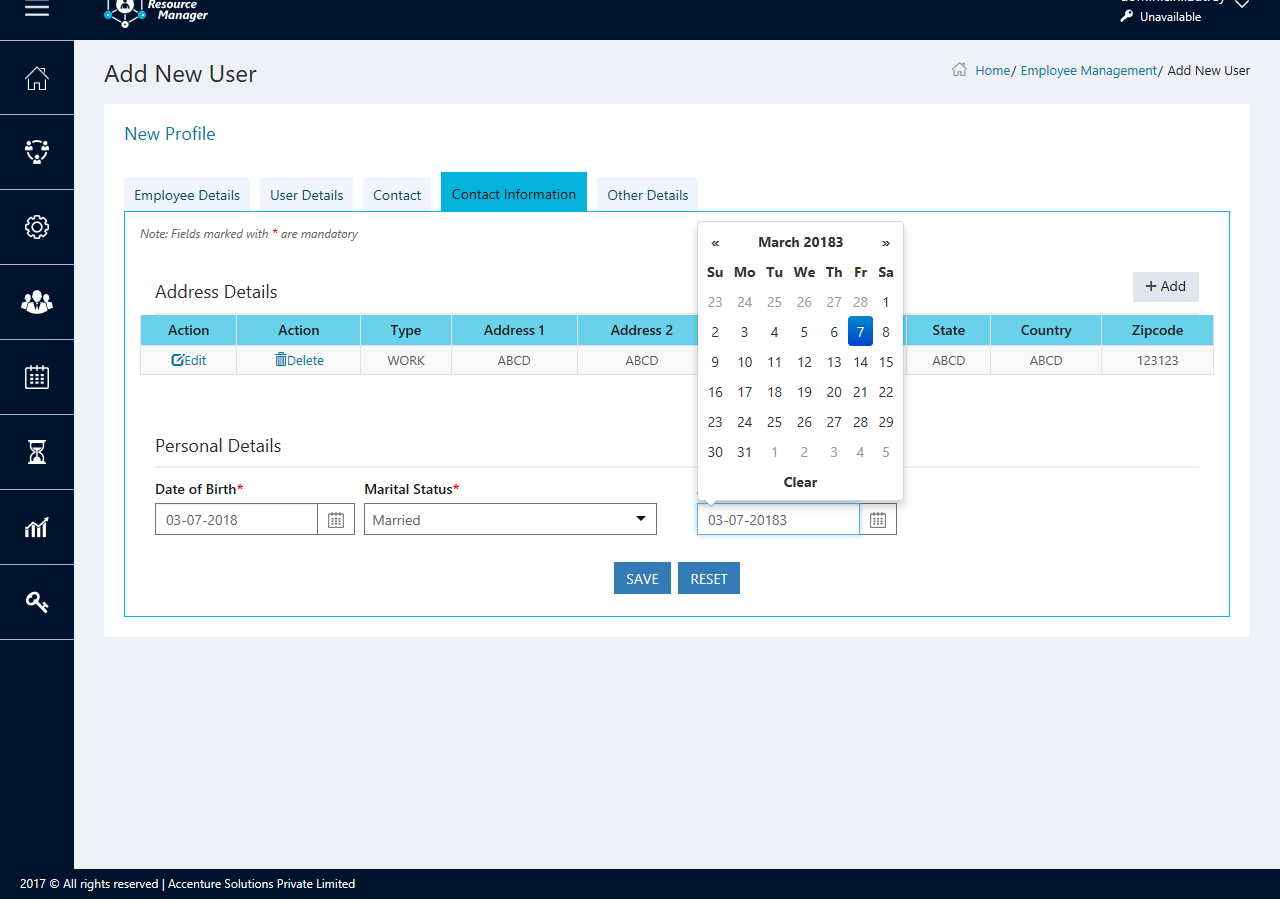 Resource
Manager
Unavailable
Add New User
Home/ Employee Management/ Add New User
New Profile
Employee Details
User Details
Contact
Contact Information
Other Details
Note: Fields marked with * are mandatory
« March 20183 »
Su Mo Tu We Th Fr Sa
23 24 25 26 27 28 1
2 3 4 5 6 7 8
9 10 11 12 13 14 15
16 17 18 19 20 21 22
23 24 25 26 27 28 29
30 31 1 2 3 4 5
Clear
Address Details
+ Add
Action Action Type Address 1 Address 2 State Country Zipcode
Edit Delete WORK ABCD ABCD ABCD ABCD 123123
Personal Details
Date of Birth* Marital Status*
03-07-2018 Married 03-07-20183
SAVE RESET
2017 © All rights reserved | Accenture Solutions Private Limited